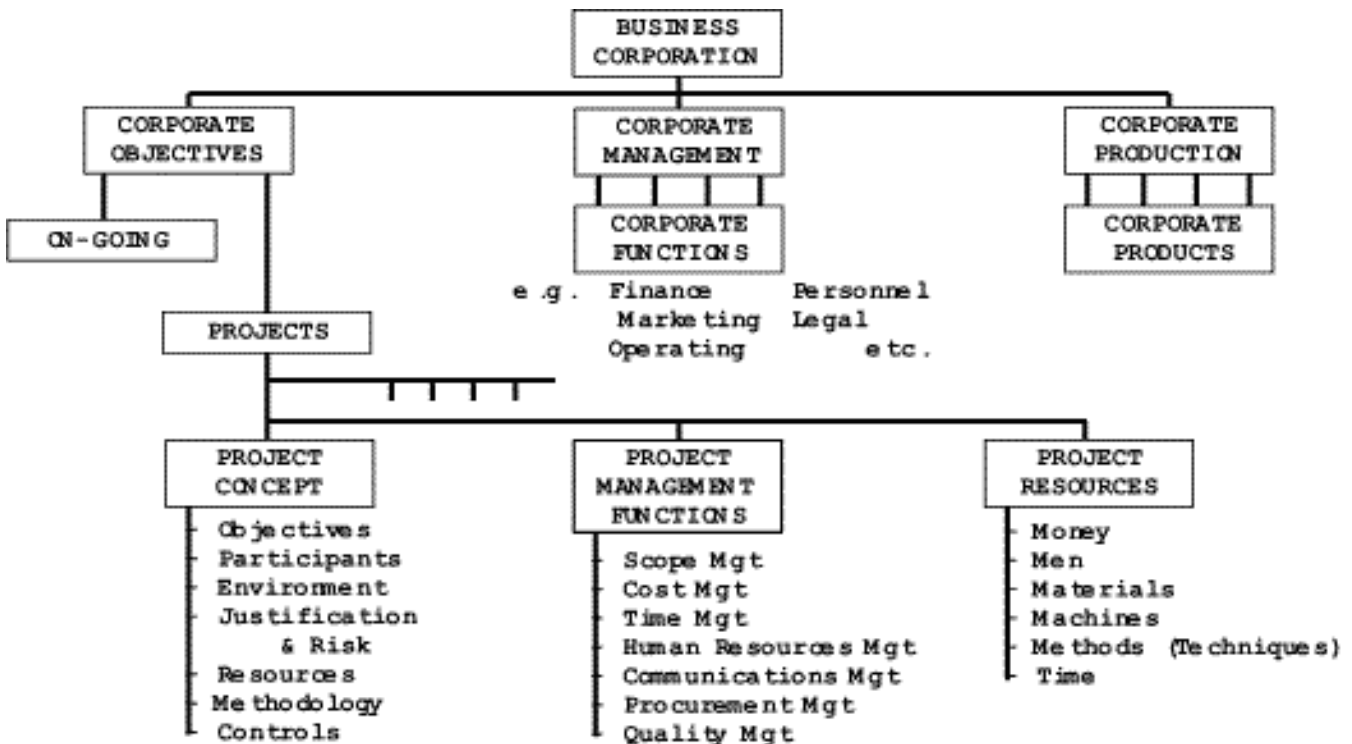 BUSINESS
CORPORATION
CORPORATE
OBJECTIVES
CORPORATE
MANAGEMENT
CORPORATE
PRODUCTION
ON-GOING
CORPORATE
FUNCTIONS
CORPORATE
PRODUCTS
e.g. Finance Personnel
Marketing Legal
Operating etc.
PROJECTS
PROJECT
CONCEPT
Objectives
Participants
Environment
Justification
& Risk
Resources
Methodology
Controls
PROJECT
MANAGEMENT
FUNCTIONS
Scope Mgt
Cost Mgt
Time Mgt
Human Resources Mgt
Communications Mgt
Procurement Mgt
Quality Mgt
PROJECT
RESOURCES
Money
Men
Materials
Machines
Methods (Techniques)
Time